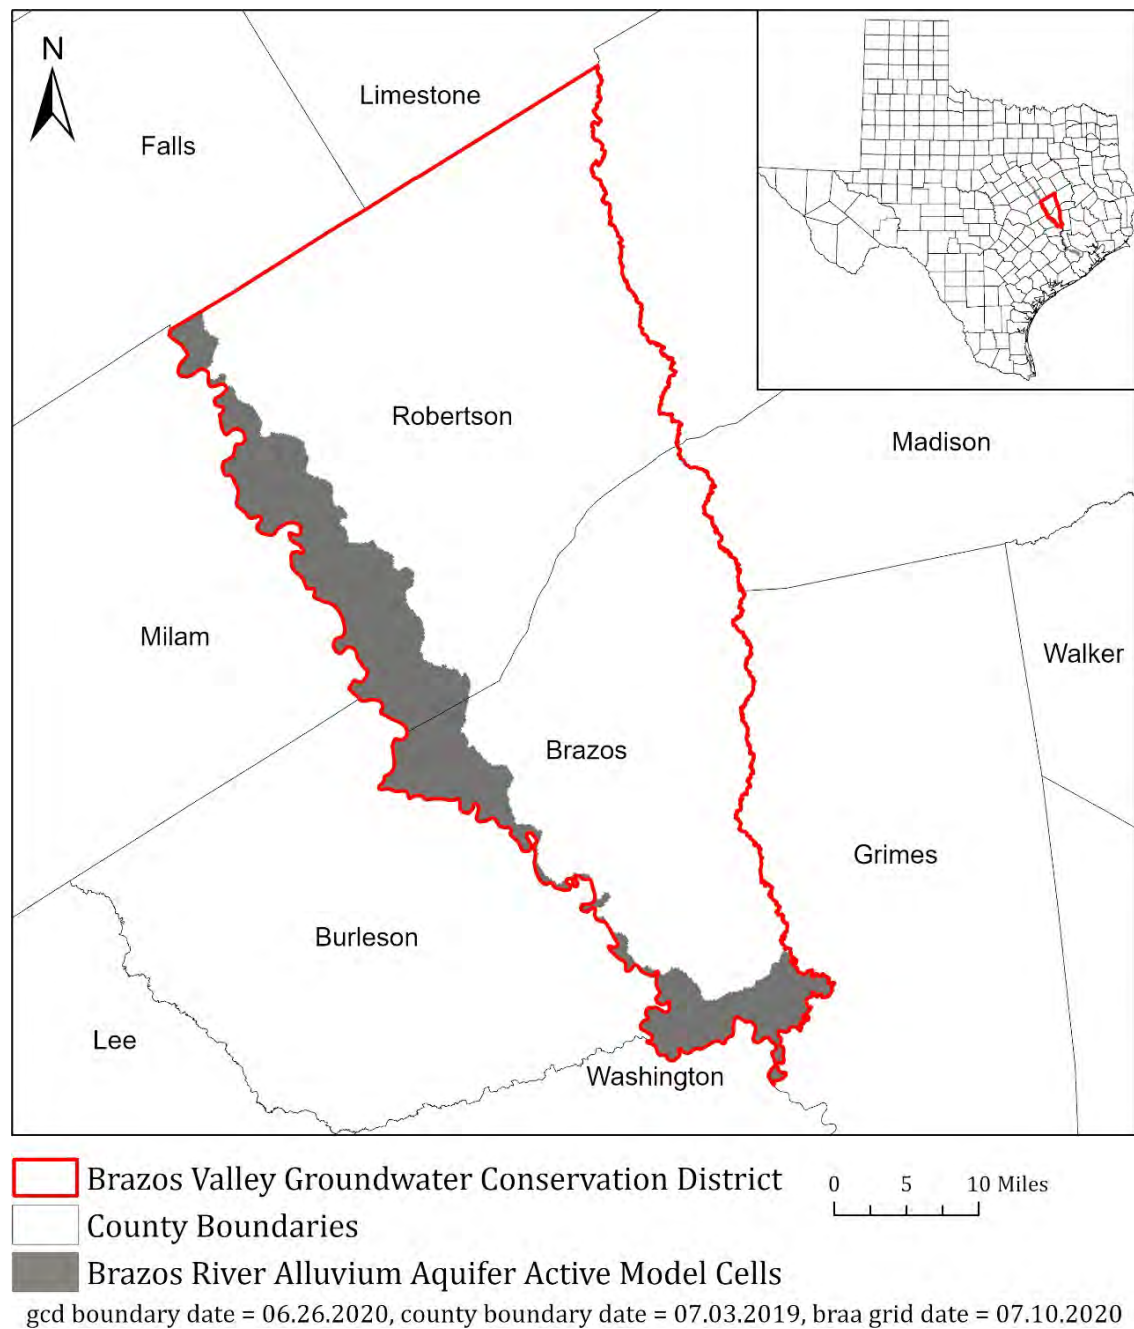 N
Limestone
Falls
Robertson
Madison
Milam
Walker
Brazos
Grimes
Burleson
Lee
Washington
Brazos Valley Groundwater Conservation District
0 5 10 Miles
County Boundaries
Brazos River Alluvium Aquifer Active Model Cells
gcd boundary date = 06.26.2020, county boundary date = 07.03.2019, braa grid date = 07.10.2020